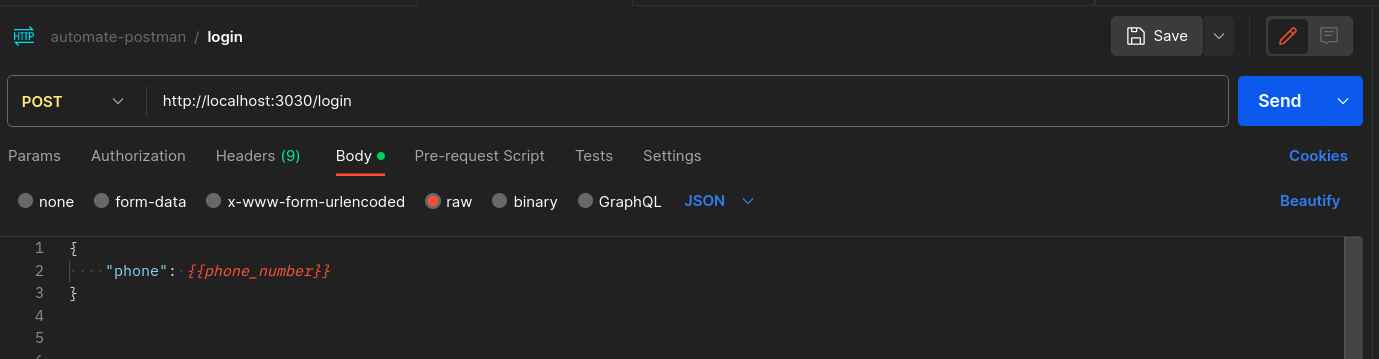 HTTP automate-postman / login Save
POST http://localhost:3030/login Send
Params Authorization Headers (9) Body Pre-request Script Tests Settings Cookies
none form-data x-www-form-urlencoded raw binary GraphQL JSON Beautify
1 {
2 ····"phone":·{{phone_number}}
3 }
4
5